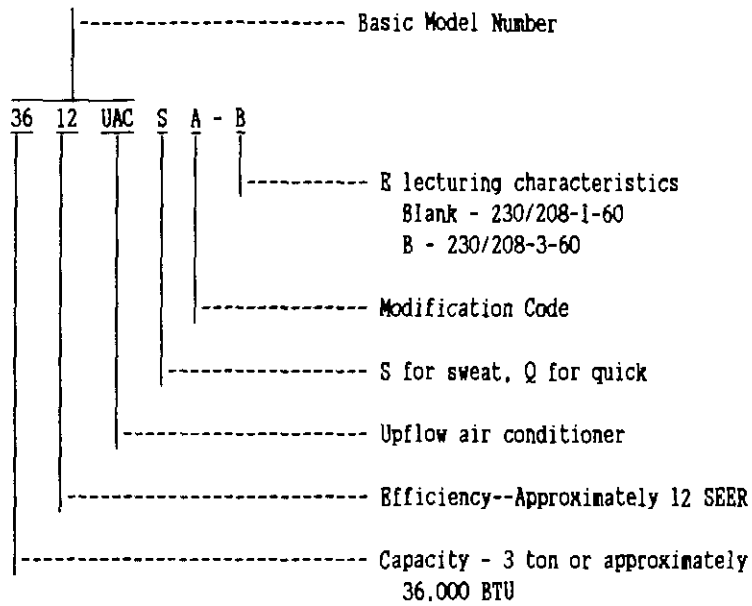 Basic Model Number
36 12 UAC S A - B
E lecturing characteristics
Blank - 230/208-1-60
B - 230/208-3-60
Modification Code
S for sweat, Q for quick
Upflow air conditioner
Efficiency--Approximately 12 SEER
Capacity - 3 ton or approximately
36,000 BTU